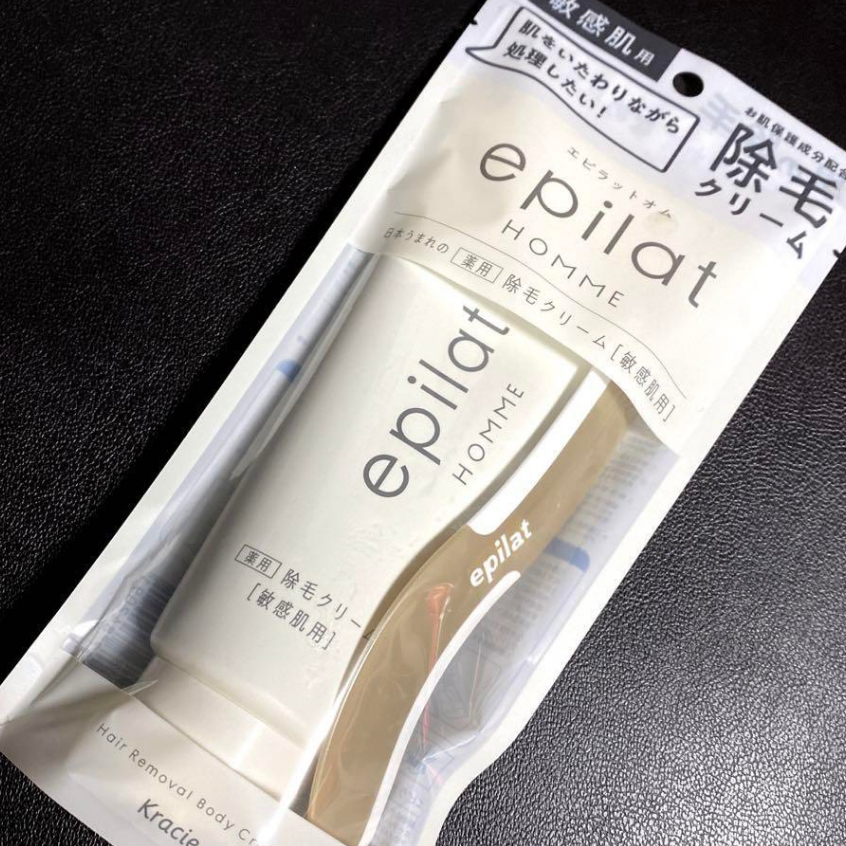 敏感肌用
肌をいたわりながら
処理したい!
お肌保護成分配合
除毛
クリーム
エピラットオム
epilat
HOMME
日本うまれの 薬用 除毛クリーム[敏感肌用]
epilat
HOMME
薬用 除毛クリーム
[敏感肌用]
epilat
Hair Removal Body Cr
Kracie